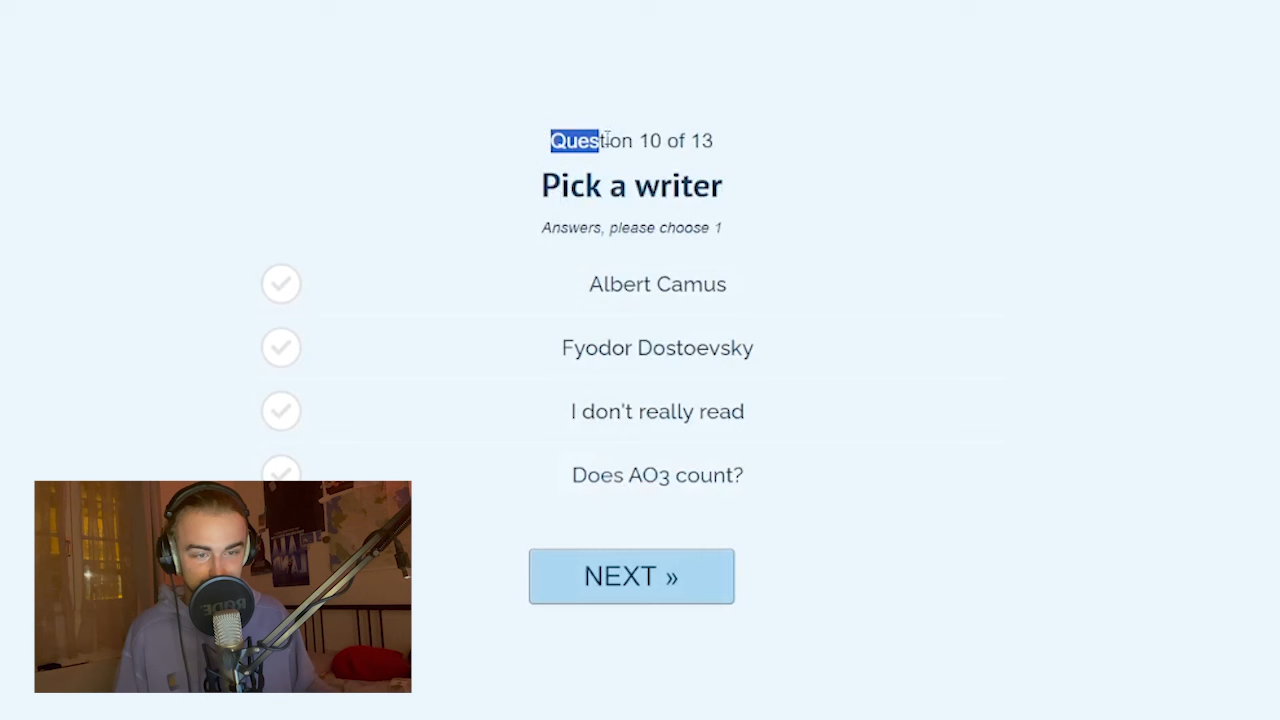 Question 10 of 13
Pick a writer
Answers, please choose 1
Albert Camus
Fyodor Dostoevsky
I don't really read
Does AO3 count?
NEXT »
RODE